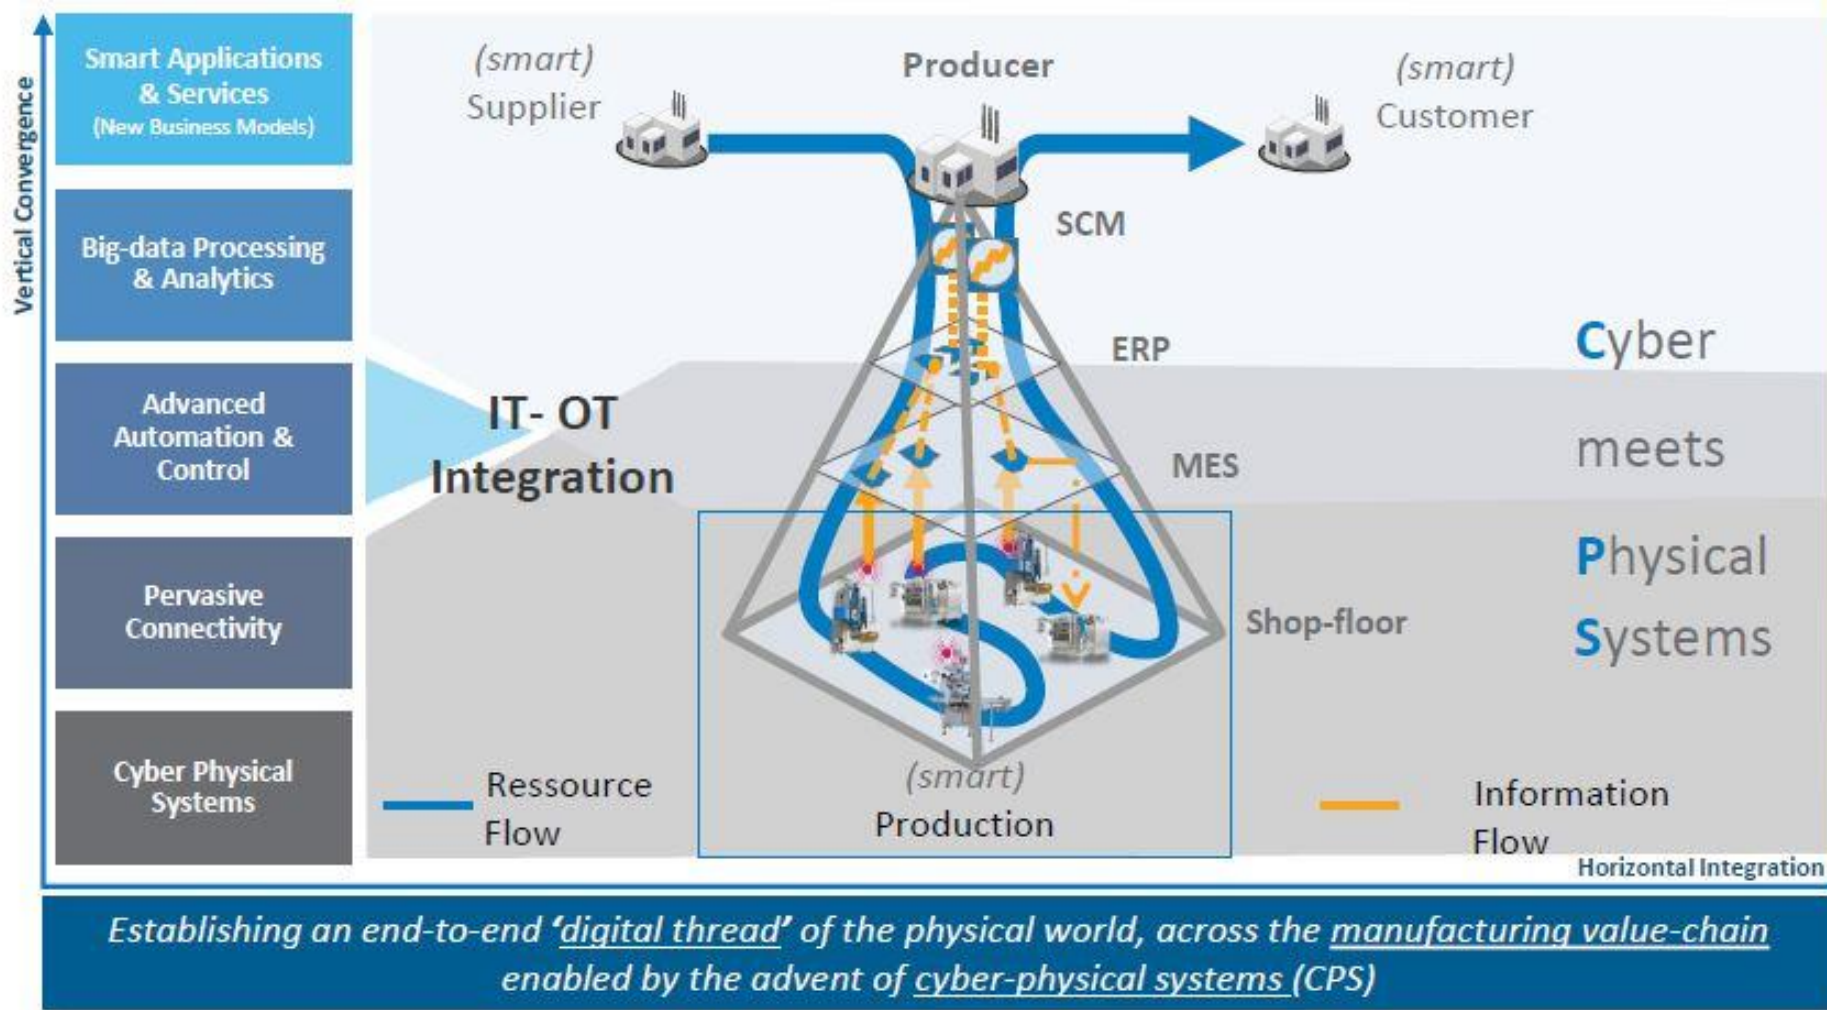 Vertical Convergence
Smart Applications
& Services
(New Business Models)
Big-data Processing
& Analytics
Advanced
Automation &
Control
Pervasive
Connectivity
Cyber Physical
Systems
(smart)
Supplier
Producer
(smart)
Customer
SCM
ERP
MES
Shop-floor
IT- OT
Integration
Cyber
meets
Physical
Systems
Ressource
Flow
(smart)
Production
Information
Flow
Horizontal Integration
Establishing an end-to-end ‘digital thread’ of the physical world, across the manufacturing value-chain
enabled by the advent of cyber-physical systems (CPS)